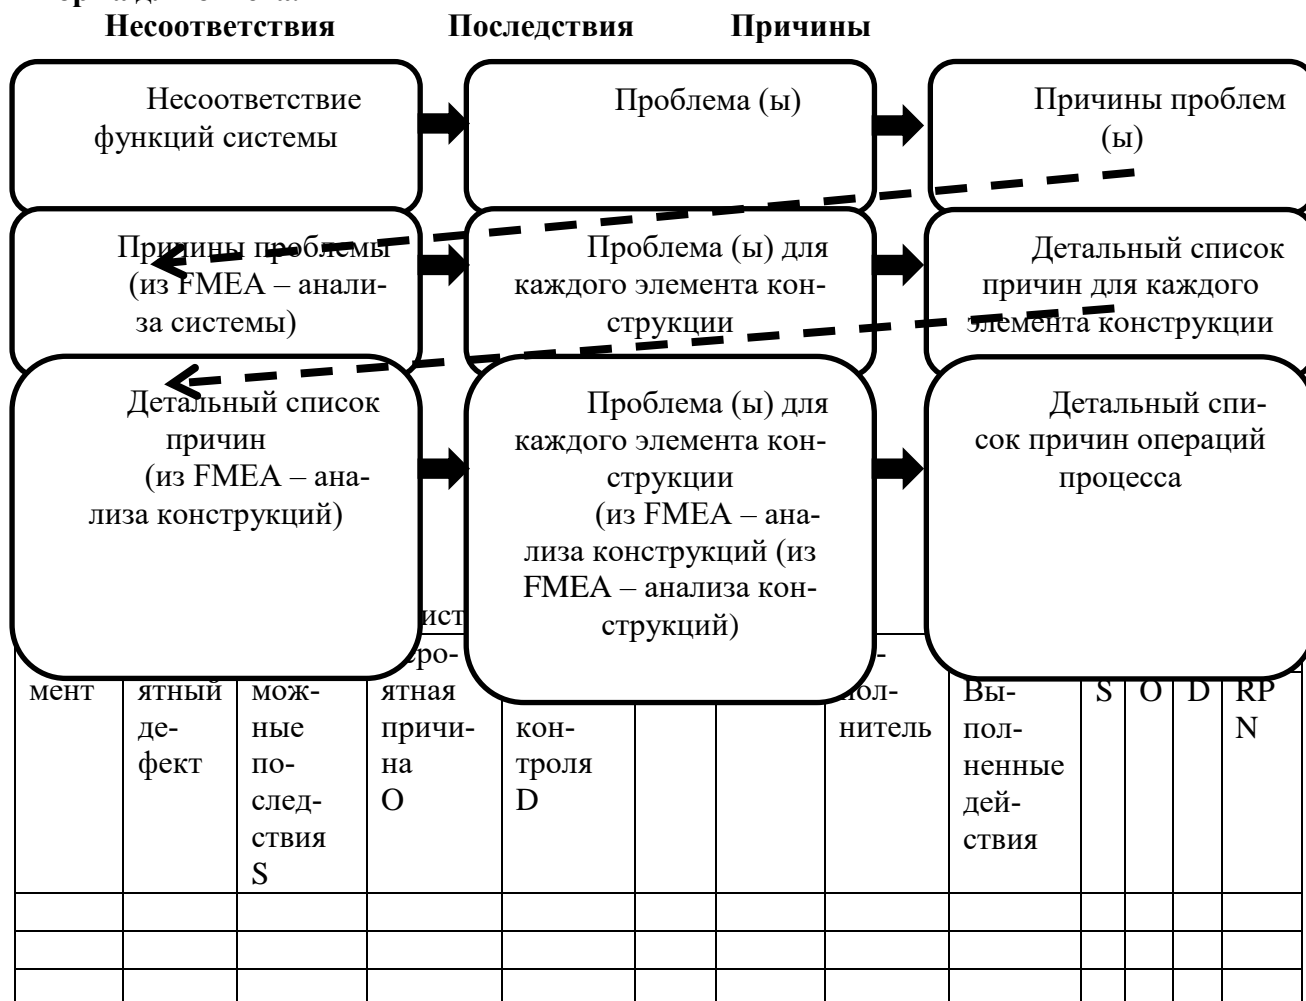 Несоответствия Последствия Причины
Несоответствие
функций системы
Проблема (ы)
Причины проблем
(ы)
Причины проблемы
(из FMEA – анали-
за системы)
Проблема (ы) для
каждого элемента кон-
струкции
Детальный список
причин для каждого
элемента конструкции
Детальный список
причин
(из FMEA – ана-
лиза конструкций)
Проблема (ы) для
каждого элемента кон-
струкции
(из FMEA – ана-
лиза конструкций (из
FMEA – анализа кон-
струкций)
Детальный спи-
сок причин операций
процесса
мент
ятный
де-
фект
мож-
ные
по-
след-
ствия
S
ятная
причи-
на
O
кон-
троля
D
пол-
нитель
Вы-
пол-
ненные
дей-
ствия
S
O
D
RP
N